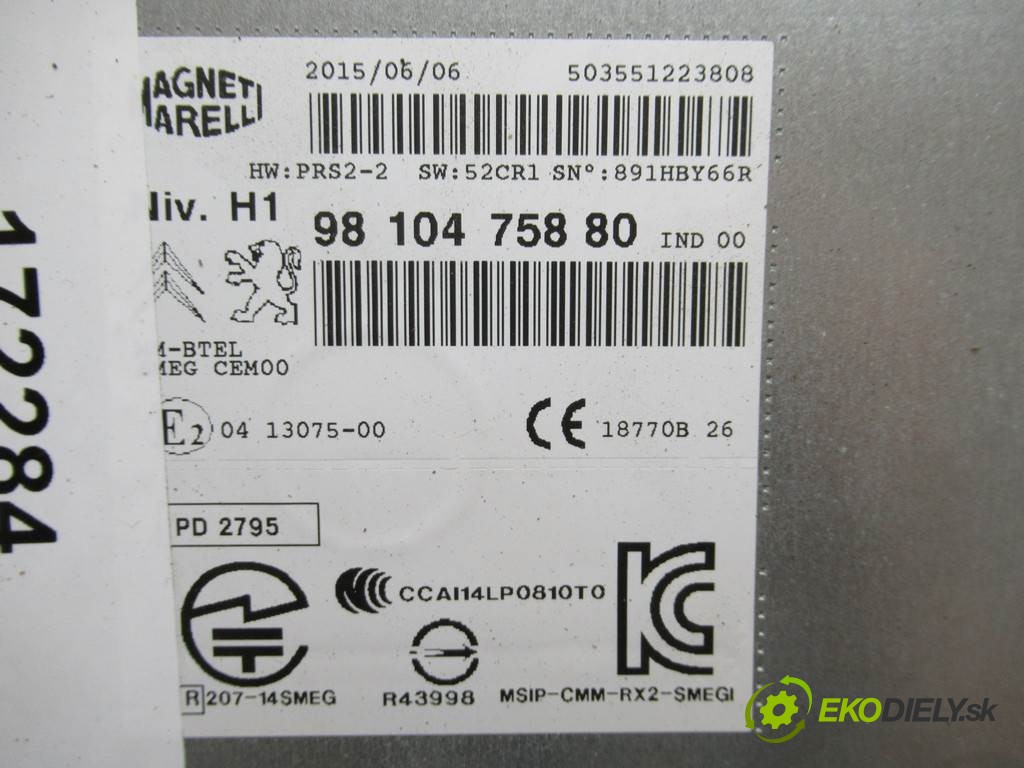 2015/06/06 503551223808
MAGNETI
MARELLI
HW:PRS2-2 SW:52CR1 SN°:891HBY66R
Niv. H1
98 104 758 80 IND 00
-BTEL
CEM00
E2 04 13075-00
CE 18770B 26
PD 2795
CCAI14LP0810T0
R 207-14SMEG
R43998
MSIP-CMM-RX2-SMEGI
172284
EKODIELY.sk